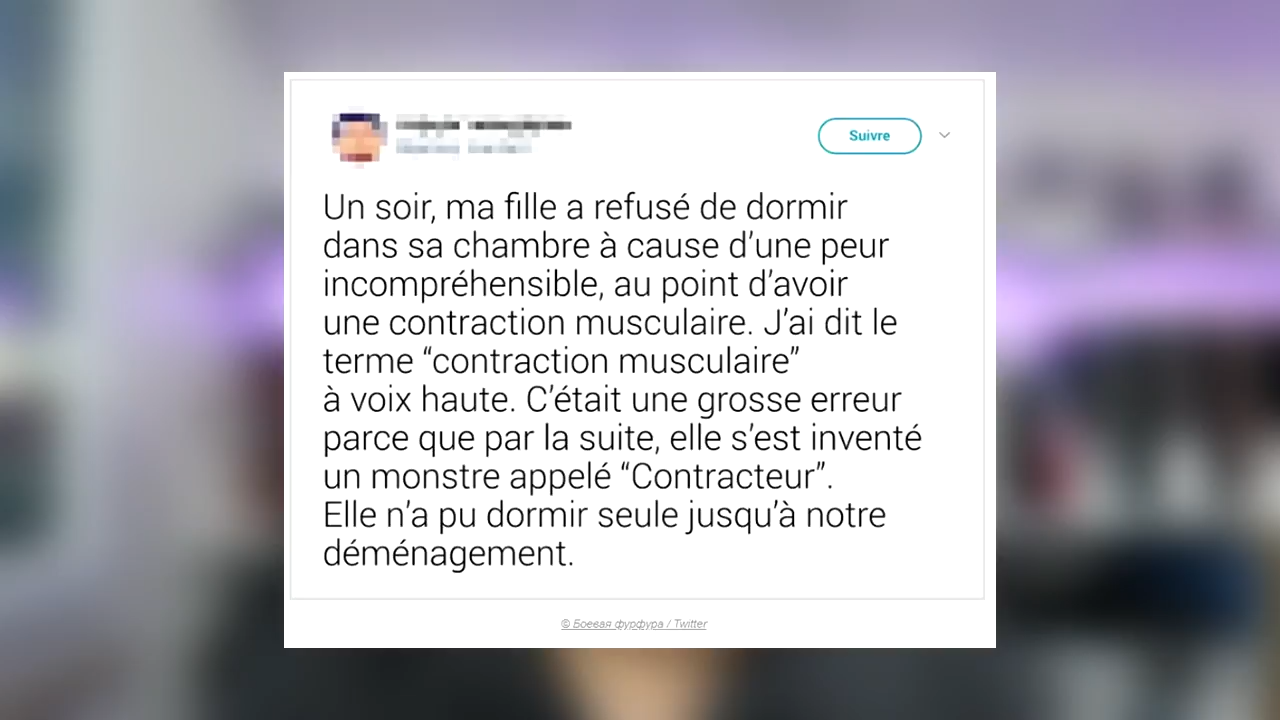 Suivre
Un soir, ma fille a refusé de dormir
dans sa chambre à cause d’une peur
incompréhensible, au point d’avoir
une contraction musculaire. J’ai dit le
terme “contraction musculaire”
à voix haute. C’était une grosse erreur
parce que par la suite, elle s’est inventé
un monstre appelé “Contracteur”.
Elle n’a pu dormir seule jusqu’à notre
déménagement.
© Боевая фурфура / Twitter